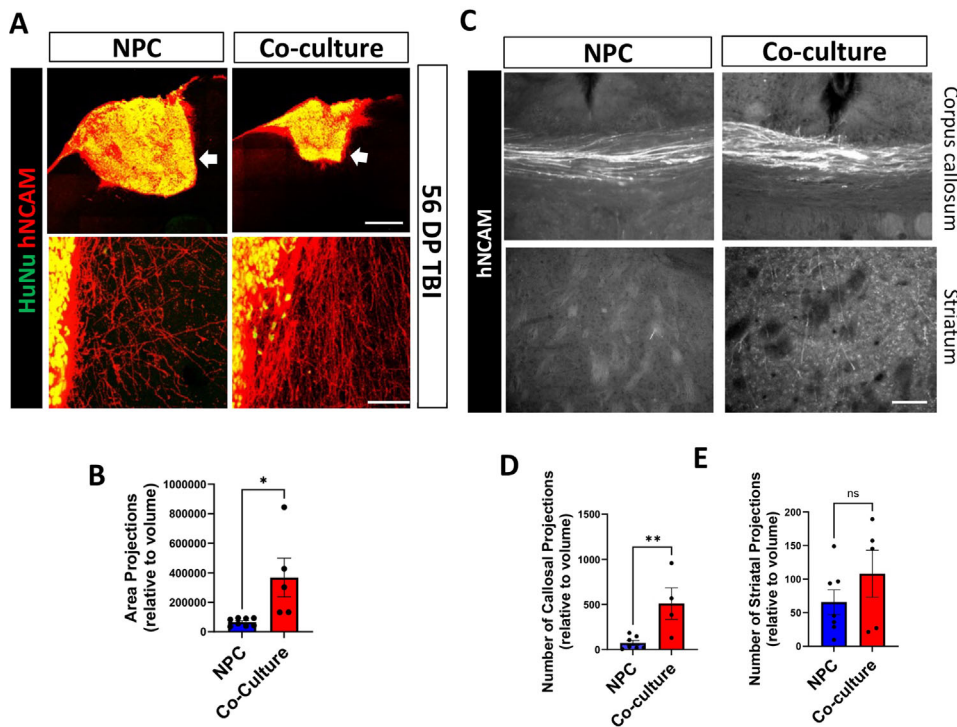 A
NPC
Co-culture
HuNu hNCAM
56 DP TBI
C
NPC
Co-culture
hNCAM
Corpus callosum
Striatum
B
Area Projections
(relative to volume)
1000000
800000
600000
400000
200000
0
*
NPC
Co-Culture
D
Number of Callosal Projections
(relative to volume)
1000
500
0
**
NPC
Co-culture
E
Number of Striatal Projections
(relative to volume)
200
150
100
50
0
ns
NPC
Co-culture